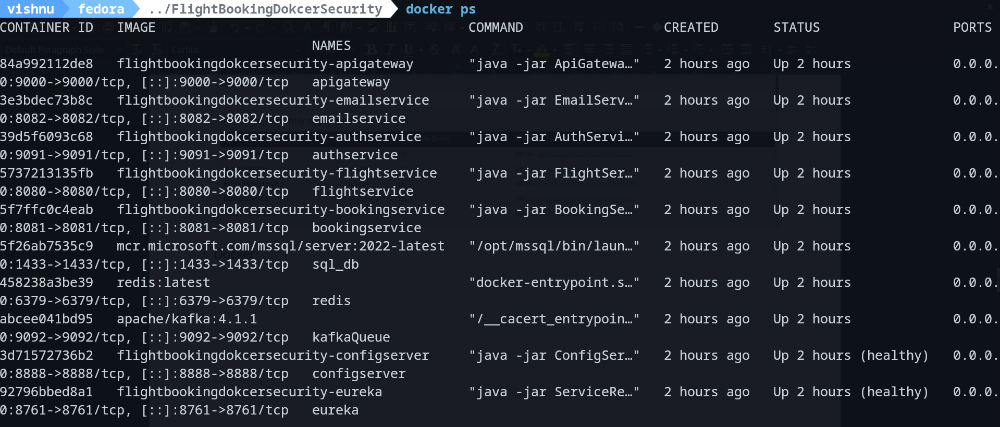 vishnu fedora ../FlightBookingDokcerSecurity docker ps
CONTAINER ID   IMAGE                                        COMMAND                  CREATED       STATUS                 PORTS
                                        NAMES
84a992112de8   flightbookingdokcersecurity-apigateway       "java -jar ApiGatewa…"   2 hours ago   Up 2 hours             0.0.0.
0:9000->9000/tcp, [::]:9000->9000/tcp   apigateway
3e3bdec73b8c   flightbookingdokcersecurity-emailservice     "java -jar EmailServ…"   2 hours ago   Up 2 hours             0.0.0.
0:8082->8082/tcp, [::]:8082->8082/tcp   emailservice
39d5f6093c68   flightbookingdokcersecurity-authservice      "java -jar AuthServi…"   2 hours ago   Up 2 hours             0.0.0.
0:9091->9091/tcp, [::]:9091->9091/tcp   authservice
5737213135fb   flightbookingdokcersecurity-flightservice    "java -jar FlightSer…"   2 hours ago   Up 2 hours             0.0.0.
0:8080->8080/tcp, [::]:8080->8080/tcp   flightservice
5f7ffc0c4eab   flightbookingdokcersecurity-bookingservice   "java -jar BookingSe…"   2 hours ago   Up 2 hours             0.0.0.
0:8081->8081/tcp, [::]:8081->8081/tcp   bookingservice
5f26ab7535c9   mcr.microsoft.com/mssql/server:2022-latest   "/opt/mssql/bin/laun…"   2 hours ago   Up 2 hours             0.0.0.
0:1433->1433/tcp, [::]:1433->1433/tcp   sql_db
458238a3be39   redis:latest                                 "docker-entrypoint.s…"   2 hours ago   Up 2 hours             0.0.0.
0:6379->6379/tcp, [::]:6379->6379/tcp   redis
abcee041bd95   apache/kafka:4.1.1                           "/__cacert_entrypoin…"   2 hours ago   Up 2 hours             0.0.0.
0:9092->9092/tcp, [::]:9092->9092/tcp   kafkaQueue
3d71572736b2   flightbookingdokcersecurity-configserver     "java -jar ConfigSer…"   2 hours ago   Up 2 hours (healthy)   0.0.0.
0:8888->8888/tcp, [::]:8888->8888/tcp   configserver
92796bbed8a1   flightbookingdokcersecurity-eureka           "java -jar ServiceRe…"   2 hours ago   Up 2 hours (healthy)   0.0.0.
0:8761->8761/tcp, [::]:8761->8761/tcp   eureka
Default Paragraph Style
Carlito
Docker: